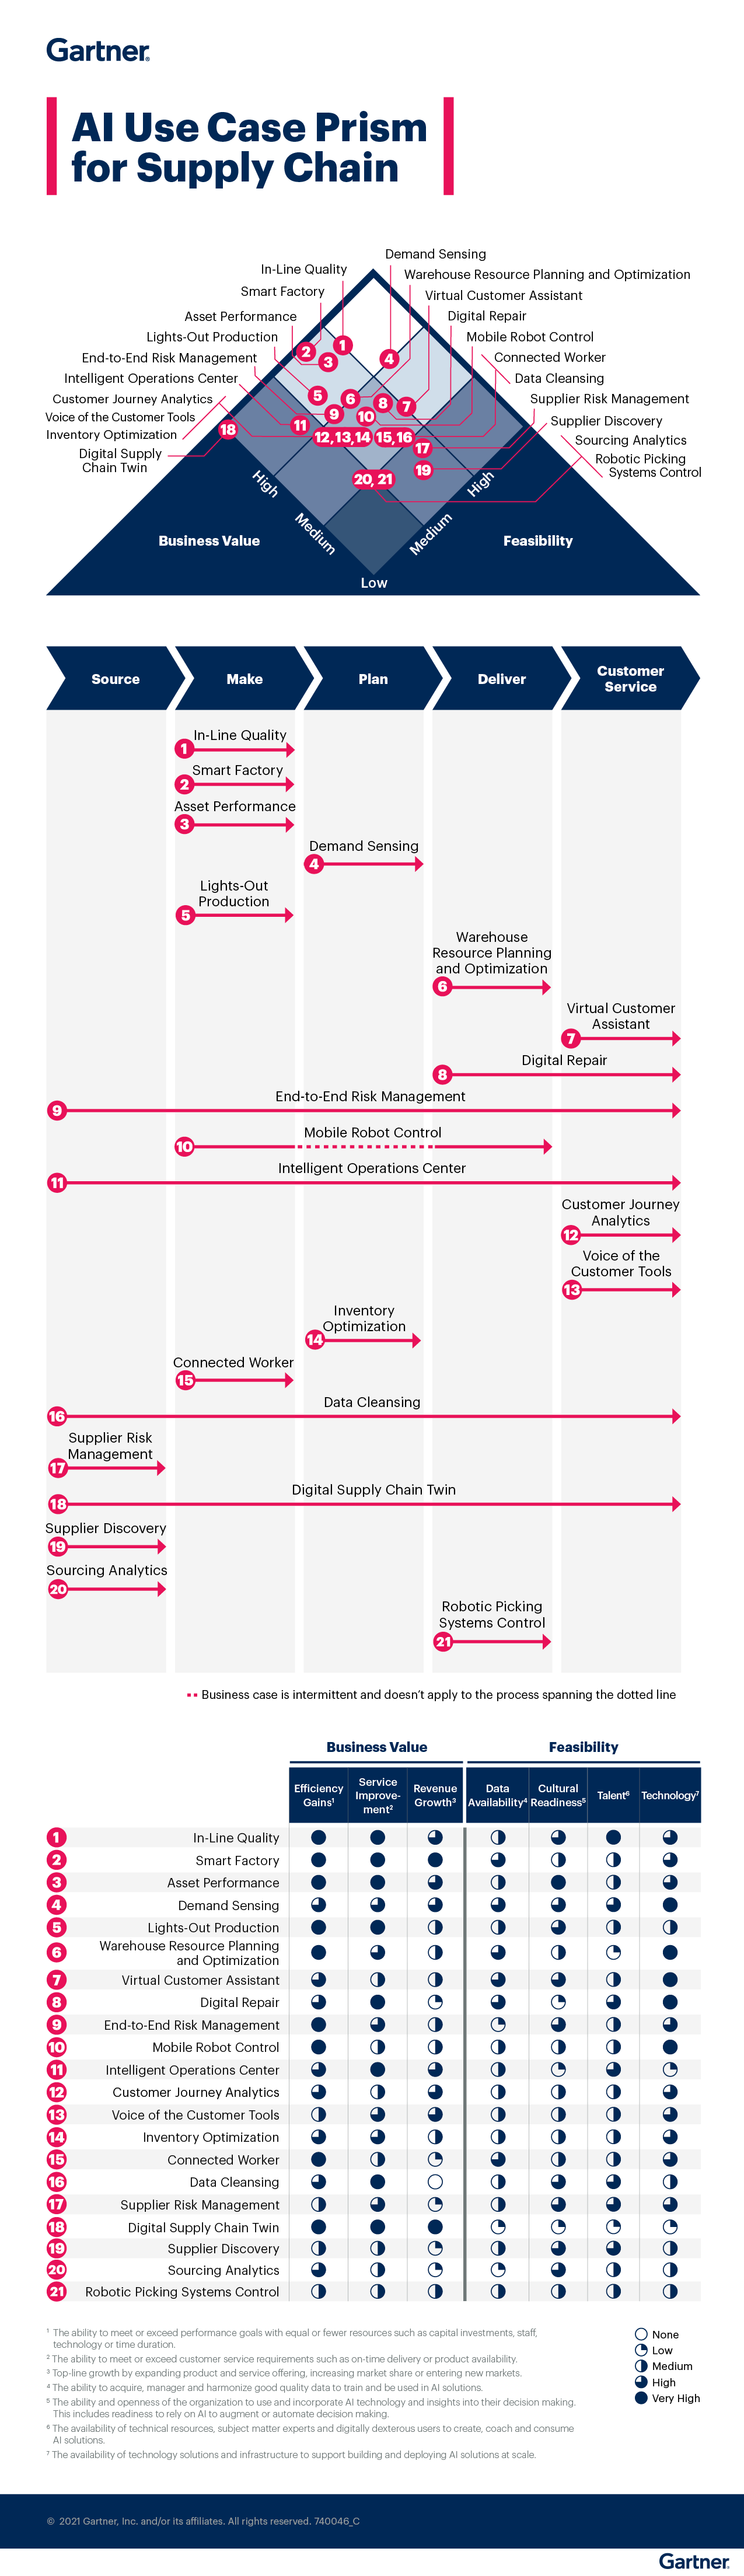 Gartner®
AI Use Case Prism
for Supply Chain
Demand Sensing
In-Line Quality
Warehouse Resource Planning and Optimization
Smart Factory
Virtual Customer Assistant
Asset Performance
Digital Repair
Lights-Out Production
Mobile Robot Control
End-to-End Risk Management
Connected Worker
Intelligent Operations Center
Data Cleansing
Customer Journey Analytics
Supplier Risk Management
Voice of the Customer Tools
Supplier Discovery
Inventory Optimization
Sourcing Analytics
Digital Supply
Chain Twin
Robotic Picking
Systems Control
1
2
3
4
5
6
8
7
9
10
11
18
12, 13, 14
15, 16
17
19
20, 21
High
High
Medium
Medium
Low
Business Value
Feasibility
Source
Make
Plan
Deliver
Customer
Service
In-Line Quality
1
Smart Factory
2
Asset Performance
3
Demand Sensing
4
Lights-Out
Production
5
Warehouse
Resource Planning
and Optimization
6
Virtual Customer
Assistant
7
Digital Repair
8
End-to-End Risk Management
9
Mobile Robot Control
10
Intelligent Operations Center
11
Customer Journey
Analytics
12
Voice of the
Customer Tools
13
Inventory
Optimization
14
Connected Worker
15
Data Cleansing
16
Supplier Risk
Management
17
Digital Supply Chain Twin
18
Supplier Discovery
19
Sourcing Analytics
20
Robotic Picking
Systems Control
21
Business case is intermittent and doesn’t apply to the process spanning the dotted line
Business Value
Feasibility
Efficiency
Gains¹
Service
Improve-
ment²
Revenue
Growth³
Data
Availability⁴
Cultural
Readiness⁵
Talent⁶
Technology⁷
1 In-Line Quality
2 Smart Factory
3 Asset Performance
4 Demand Sensing
5 Lights-Out Production
6 Warehouse Resource Planning
and Optimization
7 Virtual Customer Assistant
8 Digital Repair
9 End-to-End Risk Management
10 Mobile Robot Control
11 Intelligent Operations Center
12 Customer Journey Analytics
13 Voice of the Customer Tools
14 Inventory Optimization
15 Connected Worker
16 Data Cleansing
17 Supplier Risk Management
18 Digital Supply Chain Twin
19 Supplier Discovery
20 Sourcing Analytics
21 Robotic Picking Systems Control
¹ The ability to meet or exceed performance goals with equal or fewer resources such as capital investments, staff,
technology or time duration.
² The ability to meet or exceed customer service requirements such as on-time delivery or product availability.
³ Top-line growth by expanding product and service offering, increasing market share or entering new markets.
⁴ The ability to acquire, manager and harmonize good quality data to train and be used in AI solutions.
⁵ The ability and openness of the organization to use and incorporate AI technology and insights into their decision making.
This includes readiness to rely on AI to augment or automate decision making.
⁶ The availability of technical resources, subject matter experts and digitally dexterous users to create, coach and consume
AI solutions.
⁷ The availability of technology solutions and infrastructure to support building and deploying AI solutions at scale.
None
Low
Medium
High
Very High
© 2021 Gartner, Inc. and/or its affiliates. All rights reserved. 740046_C
Gartner®